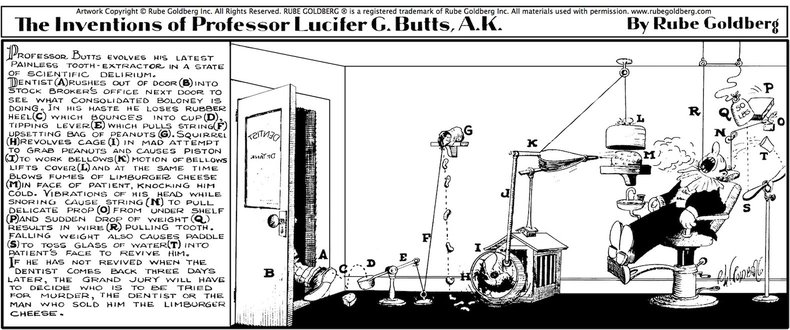 Artwork Copyright © Rube Goldberg Inc. All Rights Reserved. RUBE GOLDBERG ® is a registered trademark of Rube Goldberg Inc. All materials used with permission. www.rubegoldberg.com
The Inventions of Professor Lucifer G. Butts, A.K. By Rube Goldberg
PROFESSOR BUTTS EVOLVES HIS LATEST
PAINLESS TOOTH-EXTRACTOR IN A STATE
OF SCIENTIFIC DELIRIUM.
DENTIST (A) RUSHES OUT OF DOOR (B) INTO
STOCK BROKER'S OFFICE NEXT DOOR TO
SEE WHAT CONSOLIDATED BOLONEY IS
DOING. IN HIS HASTE HE LOSES RUBBER
HEEL (C) WHICH BOUNCES INTO CUP (D),
TIPPING LEVER (E) WHICH PULLS STRING (F)
UPSETTING BAG OF PEANUTS (G). SQUIRREL
(H) REVOLVES CAGE (I) IN MAD ATTEMPT
TO GRAB PEANUTS AND CAUSES PISTON
(J) TO WORK BELLOWS (K) MOTION OF BELLOWS
LIFTS COVER (L) AND AT THE SAME TIME
BLOWS FUMES OF LIMBURGER CHEESE
(M) IN FACE OF PATIENT, KNOCKING HIM
COLD. VIBRATIONS OF HIS HEAD WHILE
SNORING CAUSE STRING (N) TO PULL
DELICATE PROP (O) FROM UNDER SHELF
(P) AND SUDDEN DROP OF WEIGHT (Q)
RESULTS IN WIRE (R) PULLING TOOTH.
FALLING WEIGHT ALSO CAUSES PADDLE
(S) TO TOSS GLASS OF WATER (T) INTO
PATIENT'S FACE TO REVIVE HIM.
IF HE HAS NOT REVIVED WHEN THE
DENTIST COMES BACK THREE DAYS
LATER, THE GRAND JURY WILL HAVE
TO DECIDE WHO IS TO BE TRIED
FOR MURDER, THE DENTIST OR THE
MAN WHO SOLD HIM THE LIMBURGER
CHEESE.
DENTIST
B
A
C
D
E
F
G
H
I
J
K
L
M
N
O
P
Q
R
S
T